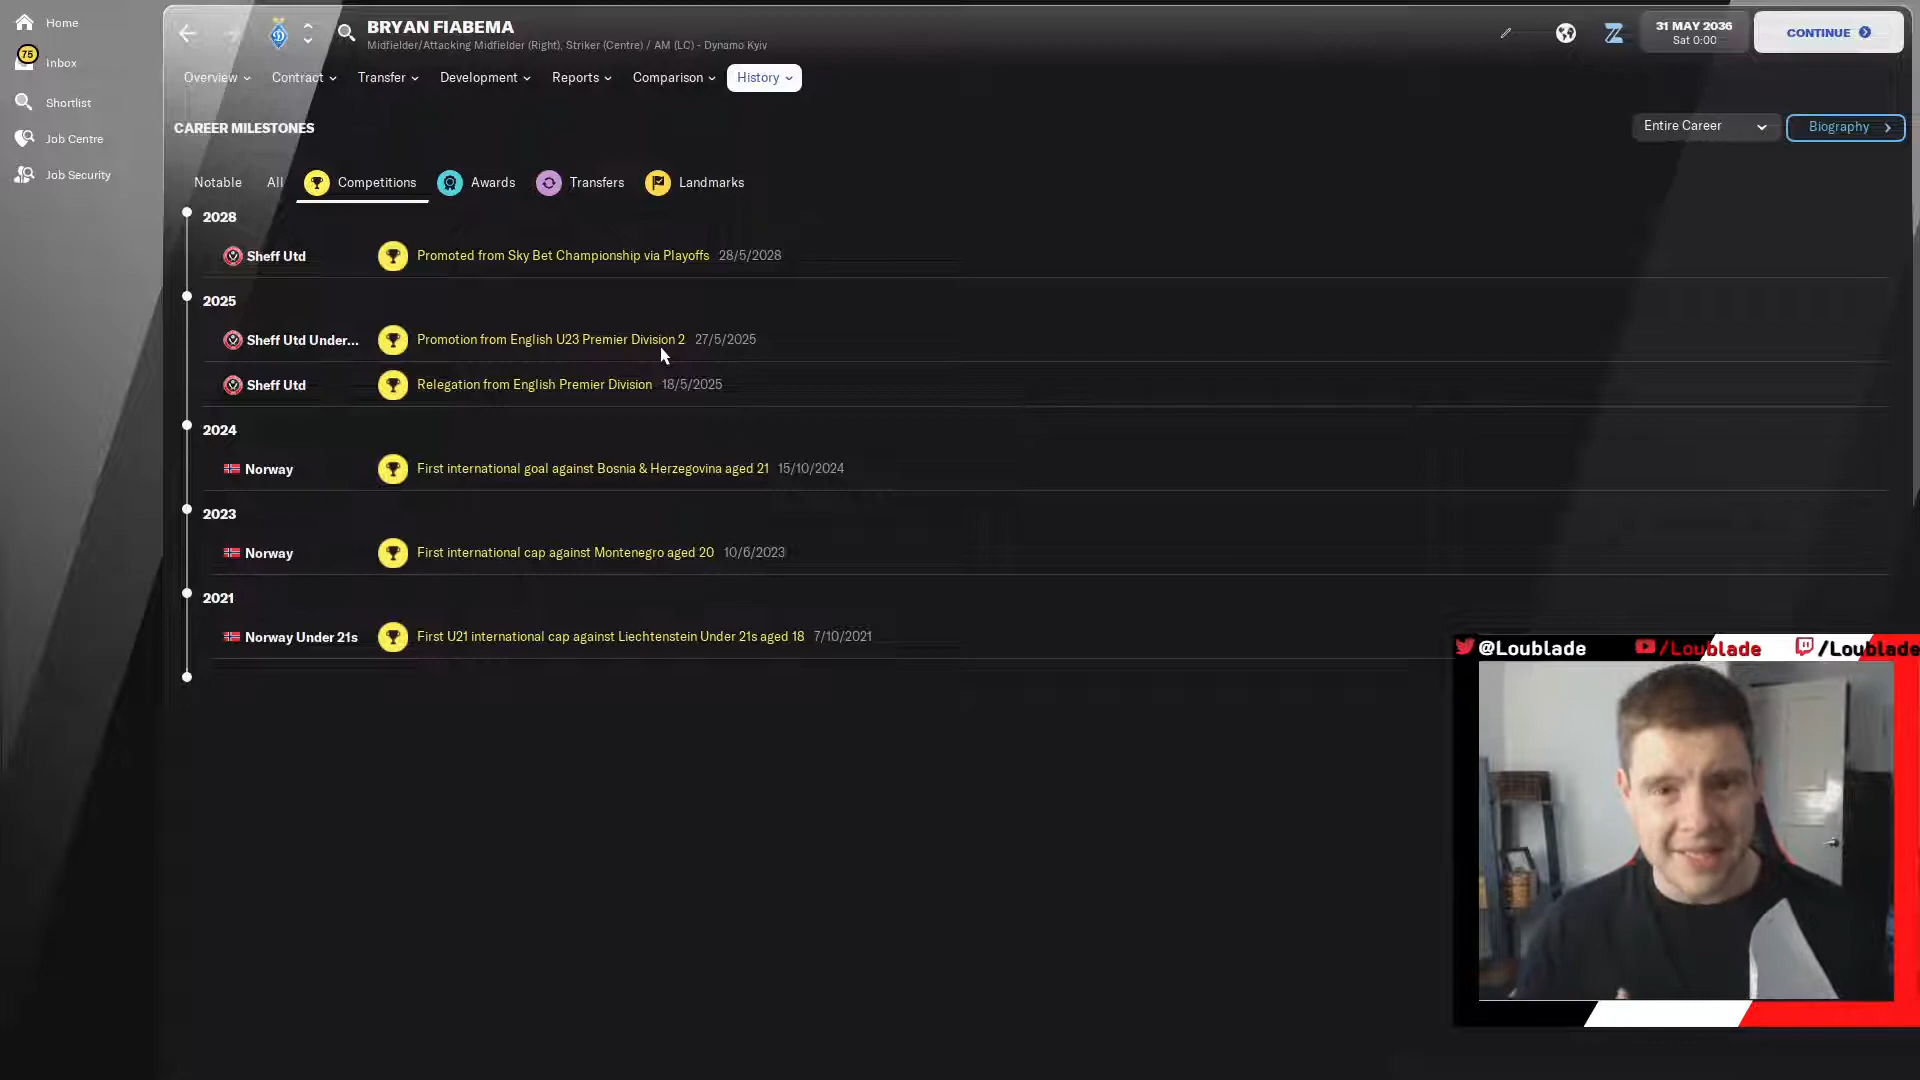 Home
75
Inbox
Shortlist
Job Centre
Job Security
BRYAN FIABEMA
Midfielder/Attacking Midfielder (Right), Striker (Centre) / AM (LC) - Dynamo Kyiv
31 MAY 2036
Sat 0:00
CONTINUE
Overview
Contract
Transfer
Development
Reports
Comparison
History
CAREER MILESTONES
Entire Career
Biography
Notable
All
Competitions
Awards
Transfers
Landmarks
2028
Sheff Utd Promoted from Sky Bet Championship via Playoffs 28/5/2028
2025
Sheff Utd Under... Promotion from English U23 Premier Division 2 27/5/2025
Sheff Utd Relegation from English Premier Division 18/5/2025
2024
Norway First international goal against Bosnia & Herzegovina aged 21 15/10/2024
2023
Norway First international cap against Montenegro aged 20 10/6/2023
2021
Norway Under 21s First U21 international cap against Liechtenstein Under 21s aged 18 7/10/2021
@Loublade /Loublade /Loublade